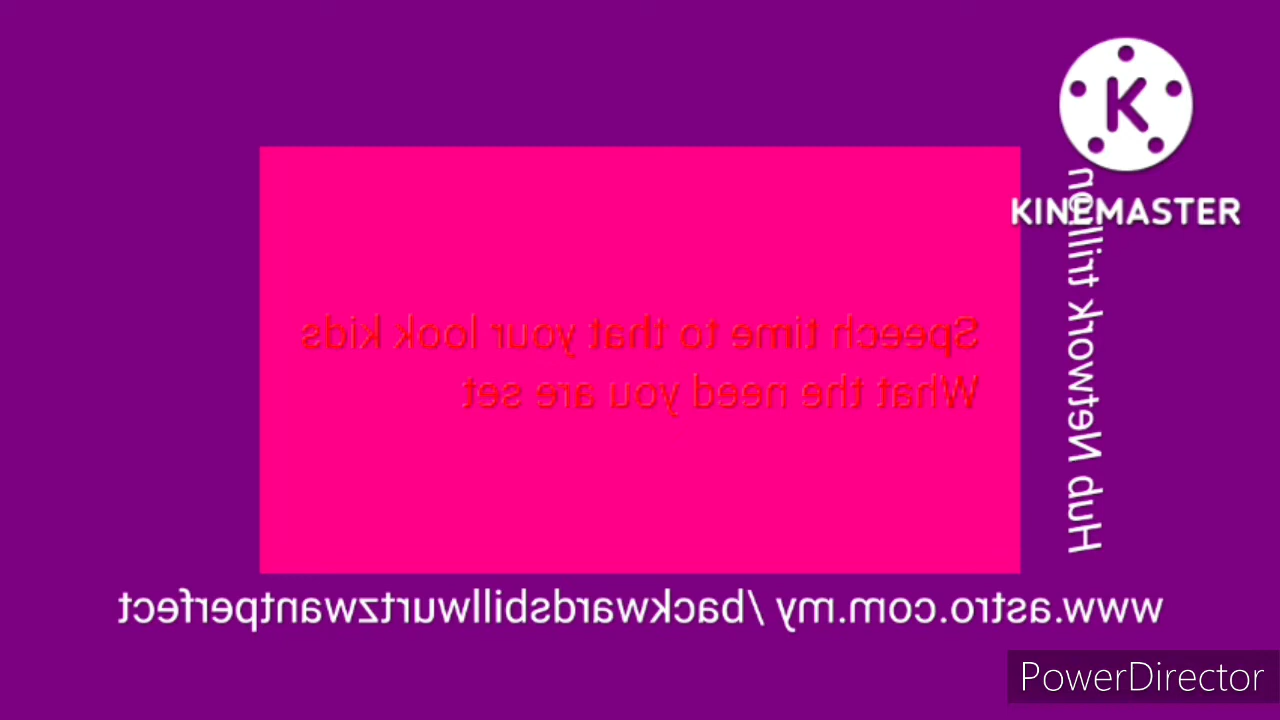 KINEMASTER
Hub Network trillion
Speech time to that your look kids
What the need you are set
www.astro.com.my /backwardsbillwurtzwantperfect
PowerDirector